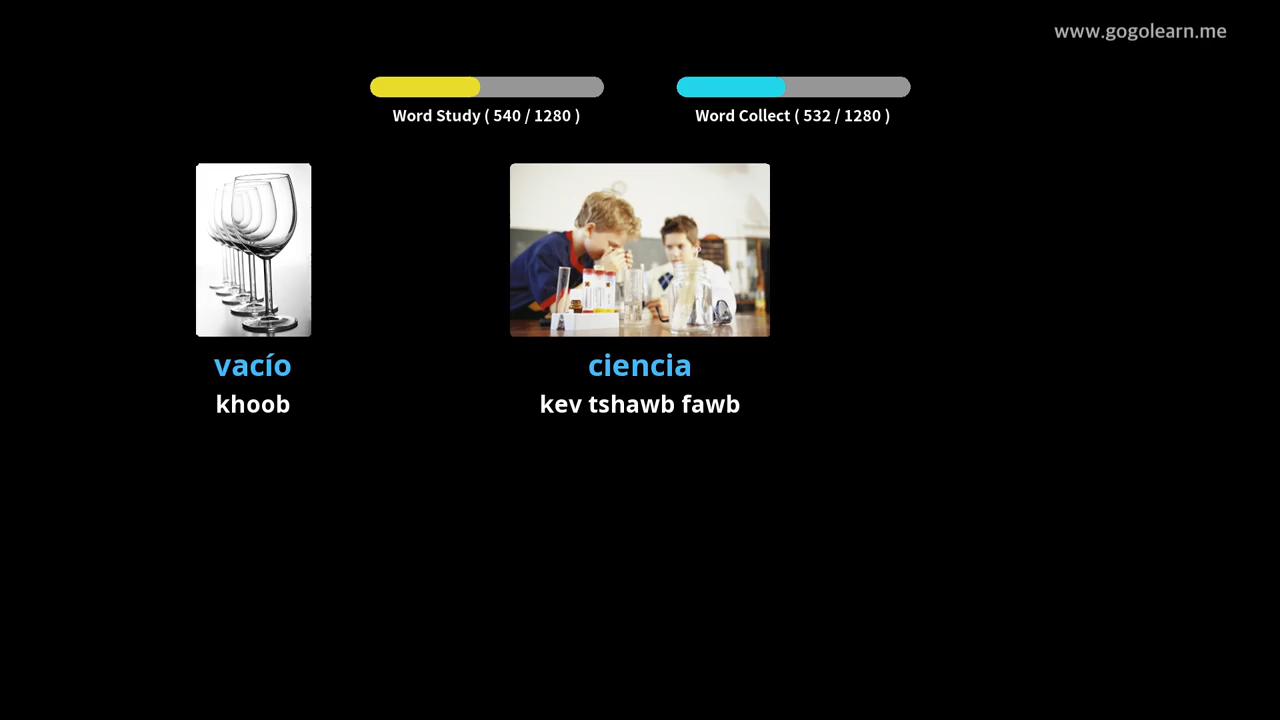 www.gogolearn.me
Word Study ( 540 / 1280 )
Word Collect ( 532 / 1280 )
vacío
khoob
ciencia
kev tshawb fawb